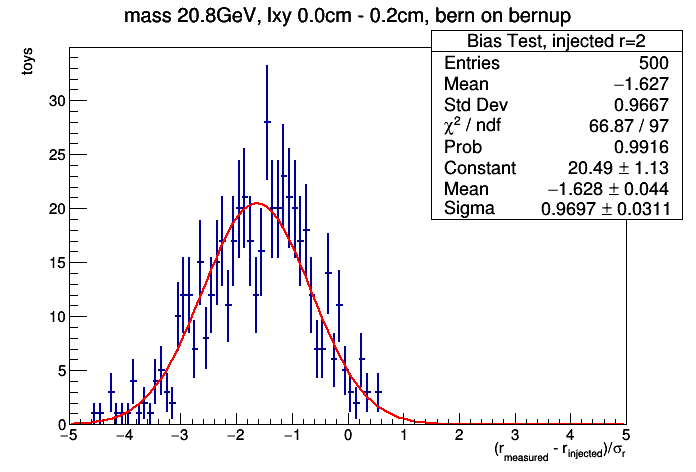 mass 20.8GeV, lxy 0.0cm - 0.2cm, bern on bernup
Bias Test, injected r=2
Entries 500
Mean −1.627
Std Dev 0.9667
χ² / ndf 66.87 / 97
Prob 0.9916
Constant 20.49 ± 1.13
Mean −1.628 ± 0.044
Sigma 0.9697 ± 0.0311
toys
30
25
20
15
10
5
0
−5 −4 −3 −2 −1 0 1 2 3 4 5
(r_measured - r_injected)/σ_r